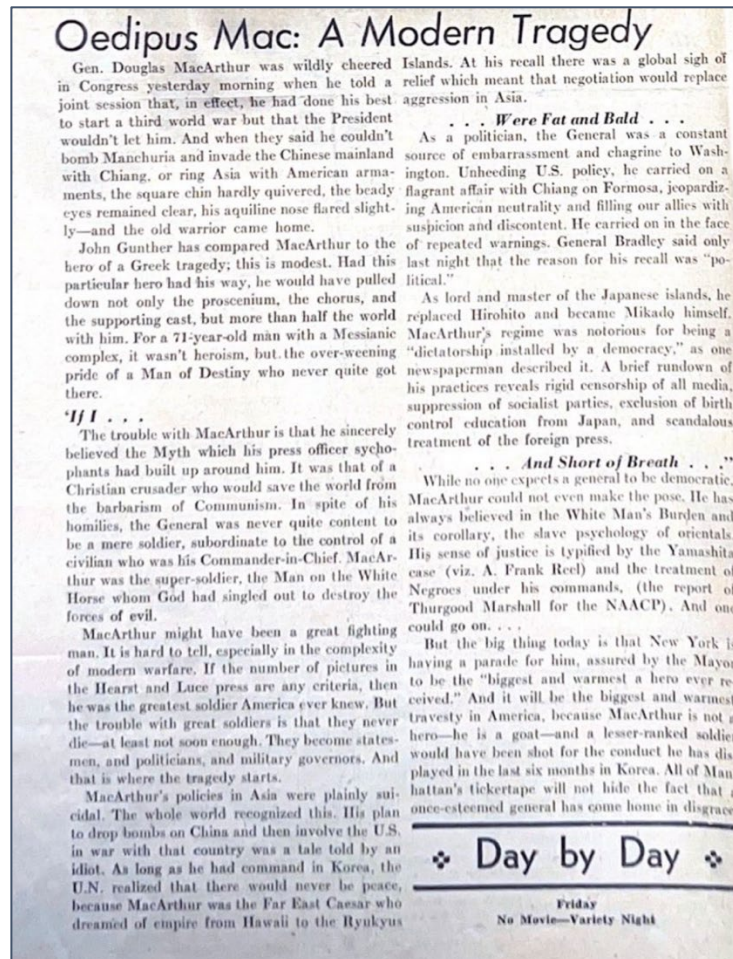 Oedipus Mac: A Modern Tragedy
Gen. Douglas MacArthur was wildly cheered
in Congress yesterday morning when he told a
joint session that, in effect, he had done his best
to start a third world war but that the President
wouldn't let him. And when they said he couldn't
bomb Manchuria and invade the Chinese mainland
with Chiang, or ring Asia with American arma-
ments, the square chin hardly quivered, the beady
eyes remained clear, his aquiline nose flared slight-
ly—and the old warrior came home.
John Gunther has compared MacArthur to the
hero of a Greek tragedy; this is modest. Had this
particular hero had his way, he would have pulled
down not only the proscenium, the chorus, and
the supporting cast, but more than half the world
with him. For a 71-year-old man with a Messianic
complex, it wasn't heroism, but the over-weening
pride of a Man of Destiny who never quite got
there.
'If I . . .
The trouble with MacArthur is that he sincerely
believed the Myth which his press officer syco-
phants had built up around him. It was that of a
Christian crusader who would save the world from
the barbarism of Communism. In spite of his
homilies, the General was never quite content to
be a mere soldier, subordinate to the control of a
civilian who was his Commander-in-Chief. MacAr-
thur was the super-soldier, the Man on the White
Horse whom God had singled out to destroy the
forces of evil.
MacArthur might have been a great fighting
man. It is hard to tell, especially in the complexity
of modern warfare. If the number of pictures in
the Hearst and Luce press are any criteria, then
he was the greatest soldier America ever knew. But
the trouble with great soldiers is that they never
die—at least not soon enough. They become states-
men, and politicians, and military governors. And
that is where the tragedy starts.
MacArthur's policies in Asia were plainly sui-
cidal. The whole world recognized this. His plan
to drop bombs on China and then involve the U.S.
in war with that country was a tale told by an
idiot. As long as he had command in Korea, the
U.N. realized that there would never be peace,
because MacArthur was the Far East Caesar who
dreamed of empire from Hawaii to the Ryukyus
Islands. At his recall there was a global sigh of
relief which meant that negotiation would replace
aggression in Asia.
. . . Were Fat and Bald . . .
As a politician, the General was a constant
source of embarrassment and chagrine to Wash-
ington. Unheeding U.S. policy, he carried on a
flagrant affair with Chiang on Formosa, jeopardiz-
ing American neutrality and filling our allies with
suspicion and discontent. He carried on in the face
of repeated warnings. General Bradley said only
last night that the reason for his recall was "po-
litical."
As lord and master of the Japanese islands, he
replaced Hirohito and became Mikado himself.
MacArthur's regime was notorious for being a
"dictatorship installed by a democracy," as one
newspaperman described it. A brief rundown of
his practices reveals rigid censorship of all media,
suppression of socialist parties, exclusion of birth
control education from Japan, and scandalous
treatment of the foreign press.
. . . And Short of Breath . . ."
While no one expects a general to be democratic,
MacArthur could not even make the pose. He has
always believed in the White Man's Burden and
its corollary, the slave psychology of orientals.
His sense of justice is typified by the Yamashita
case (viz. A. Frank Reel) and the treatment of
Negroes under his commands, (the report of
Thurgood Marshall for the NAACP). And one
could go on. . . .
But the big thing today is that New York is
having a parade for him, assured by the Mayor
to be the "biggest and warmest a hero ever re-
ceived." And it will be the biggest and warmest
travesty in America, because MacArthur is not a
hero—he is a goat—and a lesser-ranked soldier
would have been shot for the conduct he has dis
played in the last six months in Korea. All of Man
hattan's tickertape will not hide the fact that a
once-esteemed general has come home in disgrace
Day by Day
Friday
No Movie—Variety Night